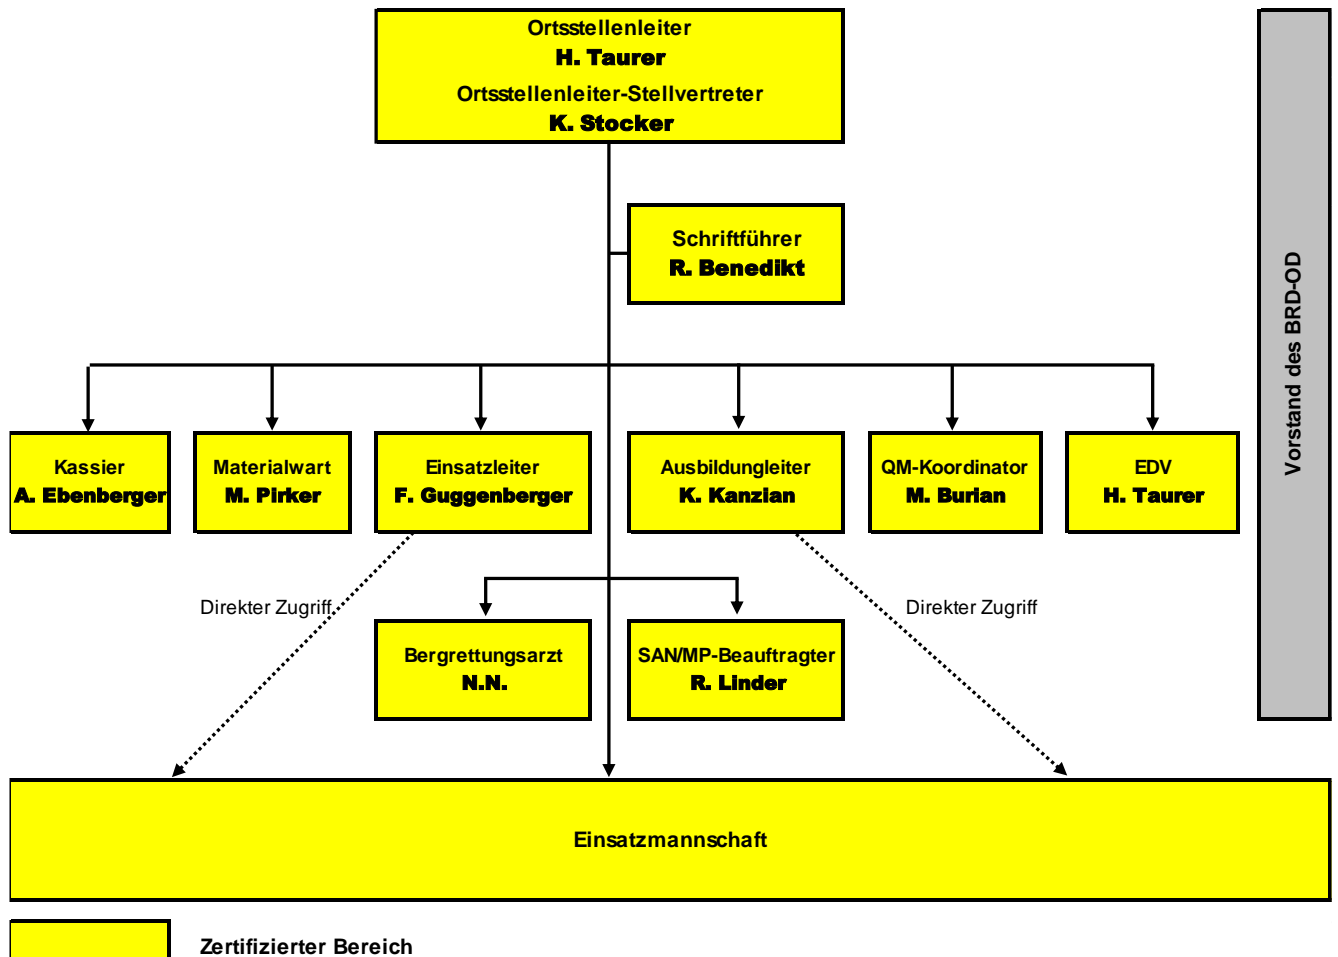 Ortsstellenleiter
H. Taurer
Ortsstellenleiter-Stellvertreter
K. Stocker
Schriftführer
R. Benedikt
Vorstand des BRD-OD
Kassier
A. Ebenberger
Materialwart
M. Pirker
Einsatzleiter
F. Guggenberger
Ausbildungleiter
K. Kanzian
QM-Koordinator
M. Burian
EDV
H. Taurer
Direkter Zugriff
Direkter Zugriff
Bergrettungsarzt
N.N.
SAN/MP-Beauftragter
R. Linder
Einsatzmannschaft
Zertifizierter Bereich